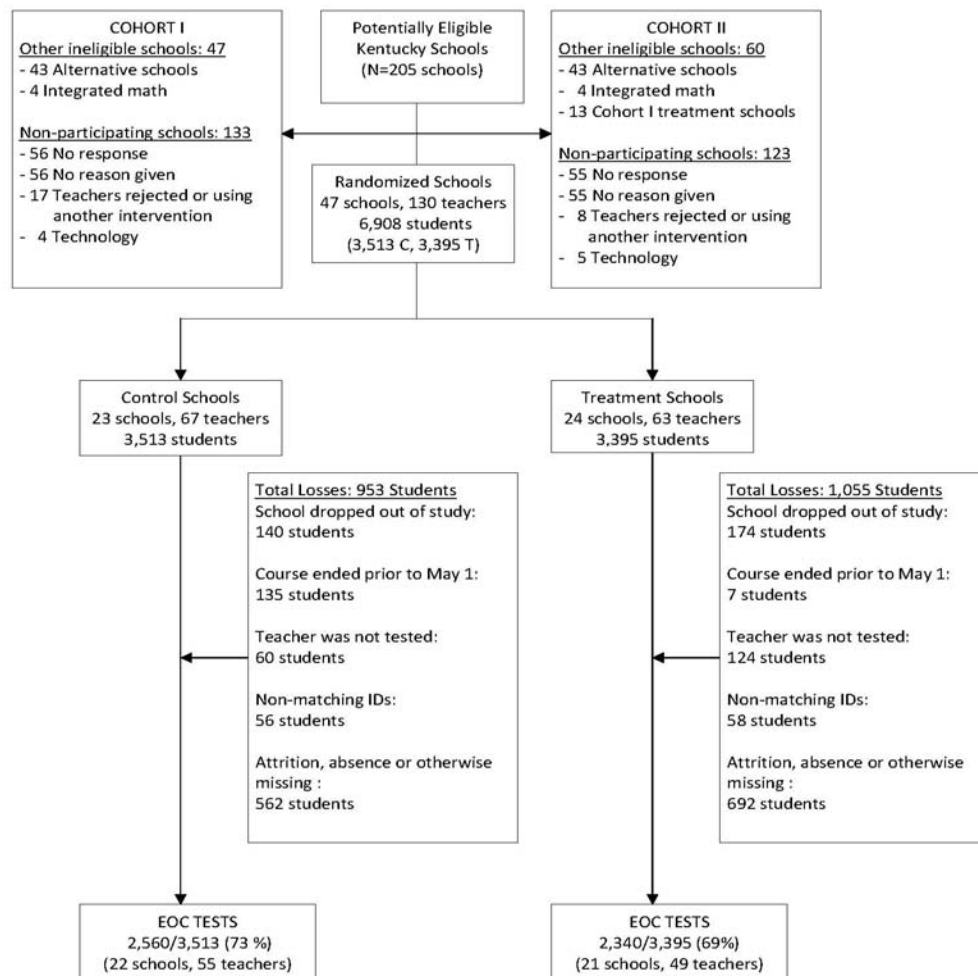 COHORT I
Other ineligible schools: 47
- 43 Alternative schools
- 4 Integrated math
Non-participating schools: 133
- 56 No response
- 56 No reason given
- 17 Teachers rejected or using
another intervention
- 4 Technology
Potentially Eligible
Kentucky Schools
(N=205 schools)
COHORT II
Other ineligible schools: 60
- 43 Alternative schools
- 4 Integrated math
- 13 Cohort I treatment schools
Non-participating schools: 123
- 55 No response
- 55 No reason given
- 8 Teachers rejected or using
another intervention
- 5 Technology
Randomized Schools
47 schools, 130 teachers
6,908 students
(3,513 C, 3,395 T)
Control Schools
23 schools, 67 teachers
3,513 students
Treatment Schools
24 schools, 63 teachers
3,395 students
Total Losses: 953 Students
School dropped out of study:
140 students
Course ended prior to May 1:
135 students
Teacher was not tested:
60 students
Non-matching IDs:
56 students
Attrition, absence or otherwise
missing :
562 students
Total Losses: 1,055 Students
School dropped out of study:
174 students
Course ended prior to May 1:
7 students
Teacher was not tested:
124 students
Non-matching IDs:
58 students
Attrition, absence or otherwise
missing :
692 students
EOC TESTS
2,560/3,513 (73 %)
(22 schools, 55 teachers)
EOC TESTS
2,340/3,395 (69%)
(21 schools, 49 teachers)